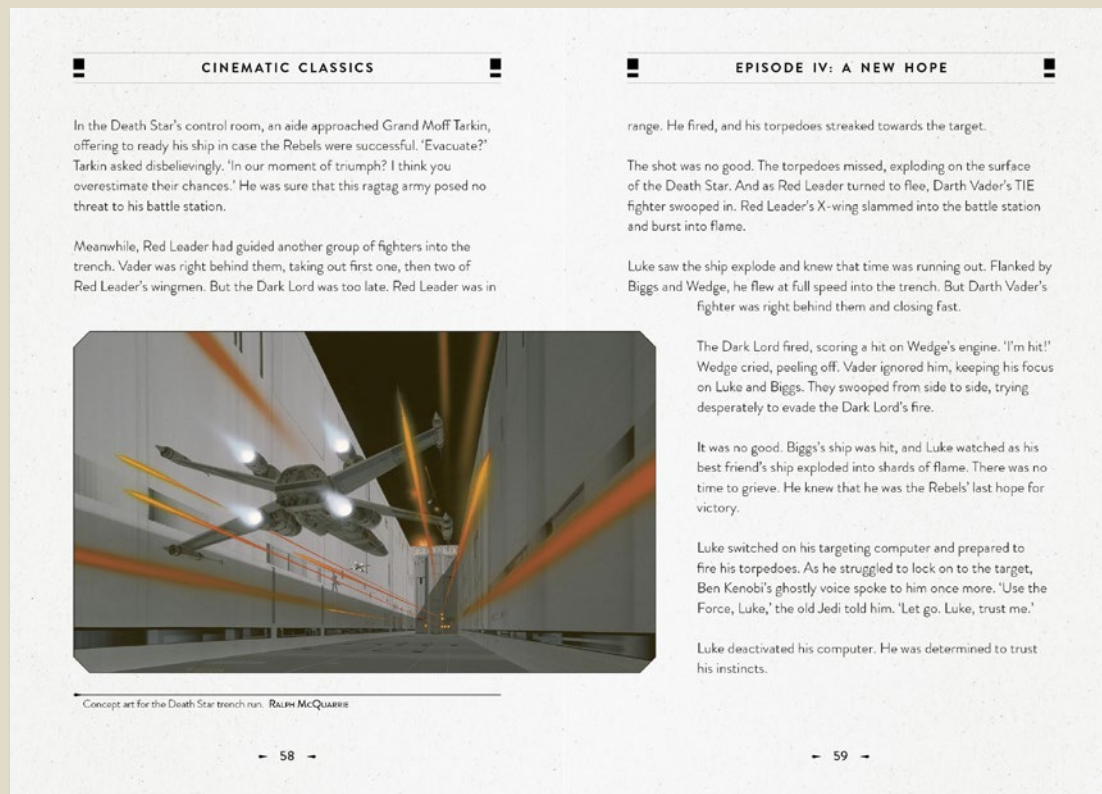 CINEMATIC CLASSICS
In the Death Star's control room, an aide approached Grand Moff Tarkin,
offering to ready his ship in case the Rebels were successful. ‘Evacuate?’
Tarkin asked disbelievingly. ‘In our moment of triumph? I think you
overestimate their chances.’ He was sure that this ragtag army posed no
threat to his battle station.
Meanwhile, Red Leader had guided another group of fighters into the
trench. Vader was right behind them, taking out first one, then two of
Red Leader's wingmen. But the Dark Lord was too late. Red Leader was in
Concept art for the Death Star trench run. RALPH MCQUARRIE
58
EPISODE IV: A NEW HOPE
range. He fired, and his torpedoes streaked towards the target.
The shot was no good. The torpedoes missed, exploding on the surface
of the Death Star. And as Red Leader turned to flee, Darth Vader's TIE
fighter swooped in. Red Leader's X-wing slammed into the battle station
and burst into flame.
Luke saw the ship explode and knew that time was running out. Flanked by
Biggs and Wedge, he flew at full speed into the trench. But Darth Vader's
fighter was right behind them and closing fast.
The Dark Lord fired, scoring a hit on Wedge's engine. ‘I'm hit!’
Wedge cried, peeling off. Vader ignored him, keeping his focus
on Luke and Biggs. They swooped from side to side, trying
desperately to evade the Dark Lord's fire.
It was no good. Biggs's ship was hit, and Luke watched as his
best friend's ship exploded into shards of flame. There was no
time to grieve. He knew that he was the Rebels’ last hope for
victory.
Luke switched on his targeting computer and prepared to
fire his torpedoes. As he struggled to lock on to the target,
Ben Kenobi's ghostly voice spoke to him once more. ‘Use the
Force, Luke,’ the old Jedi told him. ‘Let go. Luke, trust me.’
Luke deactivated his computer. He was determined to trust
his instincts.
59